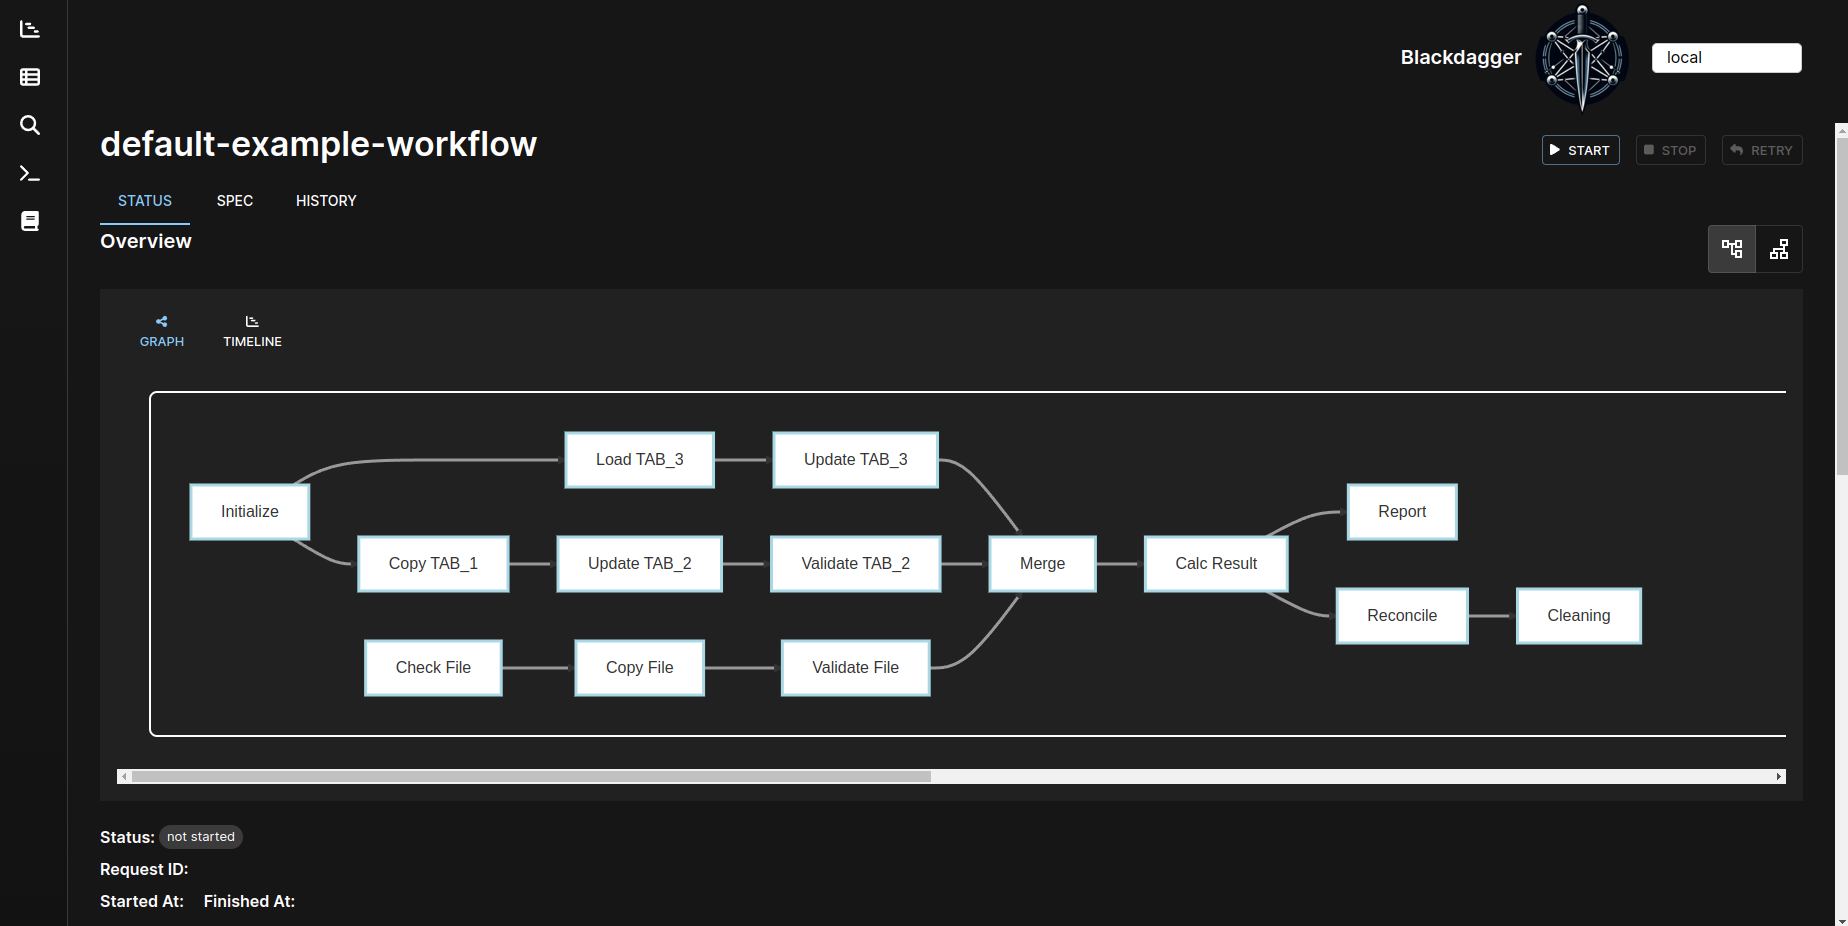 Blackdagger
local
default-example-workflow
START
STOP
RETRY
STATUS
SPEC
HISTORY
Overview
GRAPH
TIMELINE
Load TAB_3
Update TAB_3
Initialize
Report
Copy TAB_1
Update TAB_2
Validate TAB_2
Merge
Calc Result
Reconcile
Cleaning
Check File
Copy File
Validate File
Status: not started
Request ID:
Started At: Finished At: